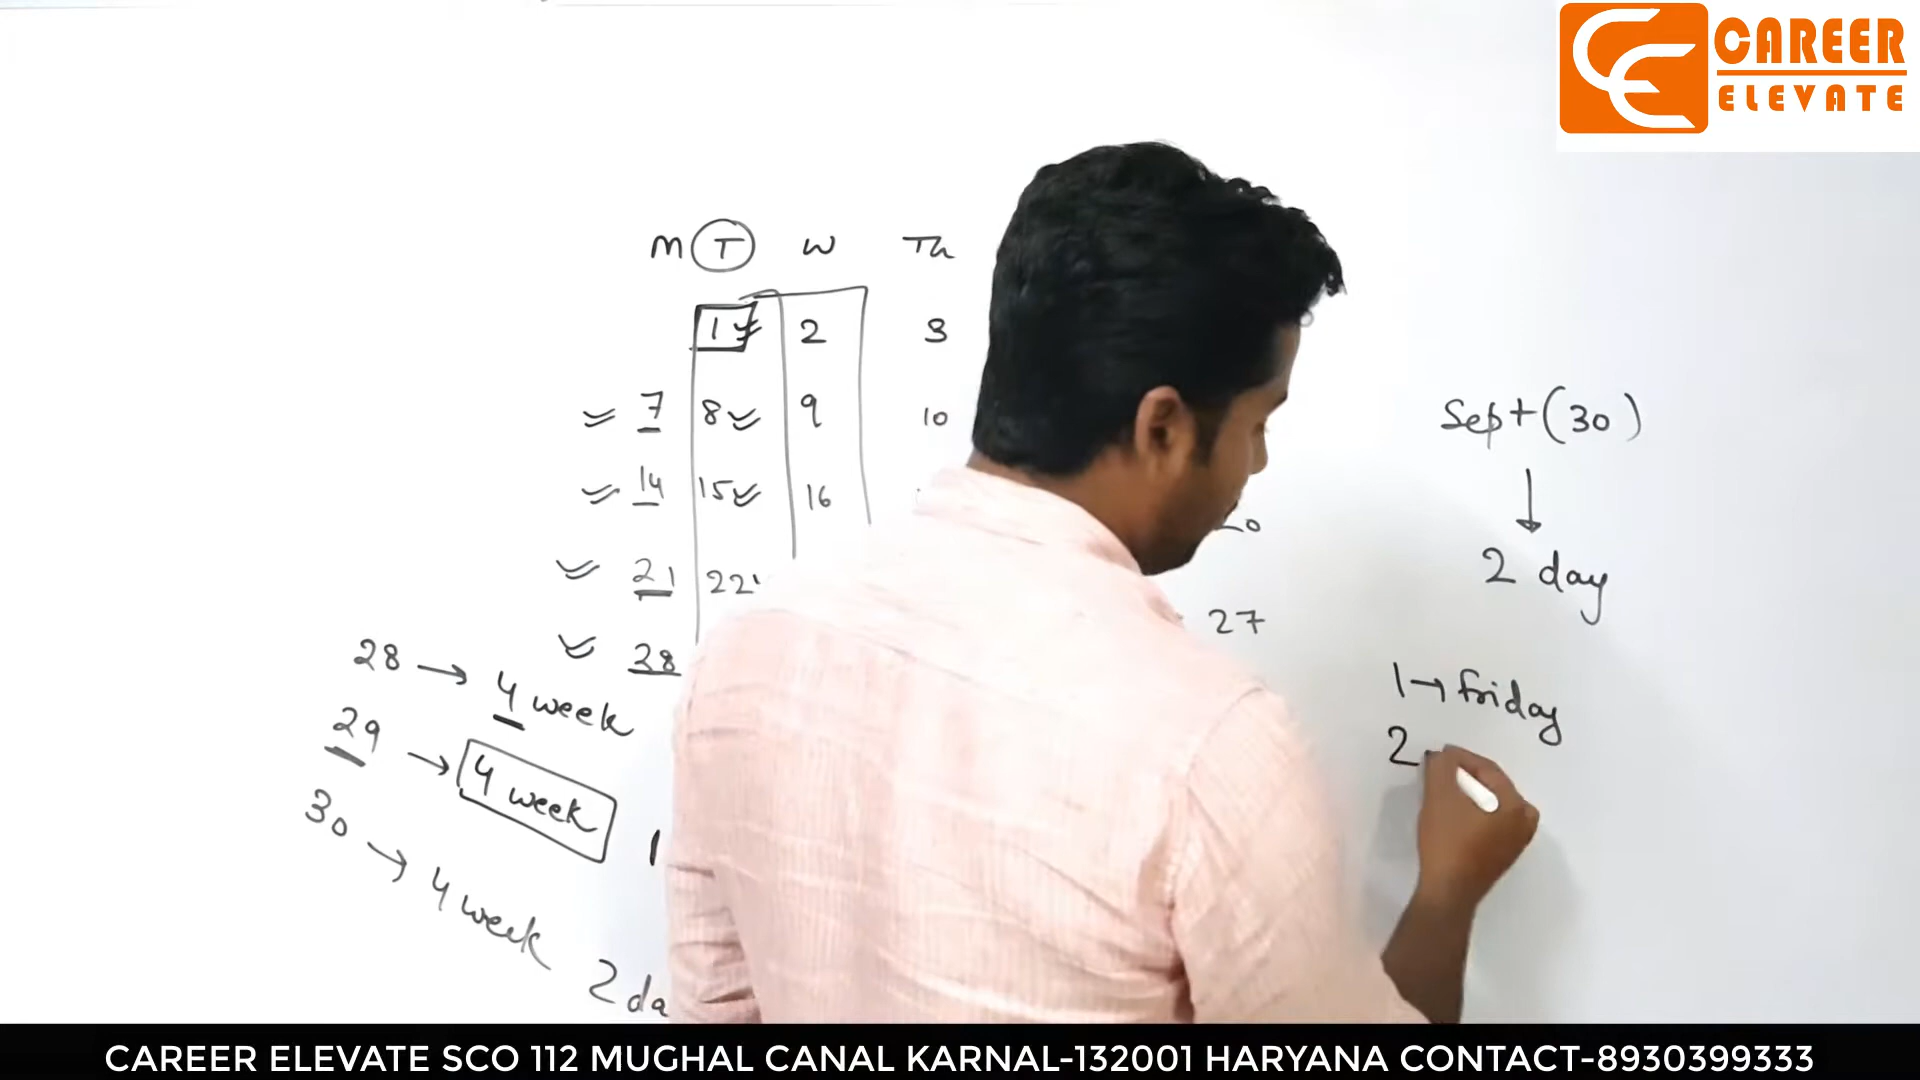 CAREER
ELEVATE
M T W Th
1 2 3
7 8 9 10
14 15 16
20
21 22
27
28
28 → 4 week
29 → 4 week
30 → 4 week 2 da
1
Sept (30)
2 day
1 → friday
2
CAREER ELEVATE SCO 112 MUGHAL CANAL KARNAL-132001 HARYANA CONTACT-8930399333